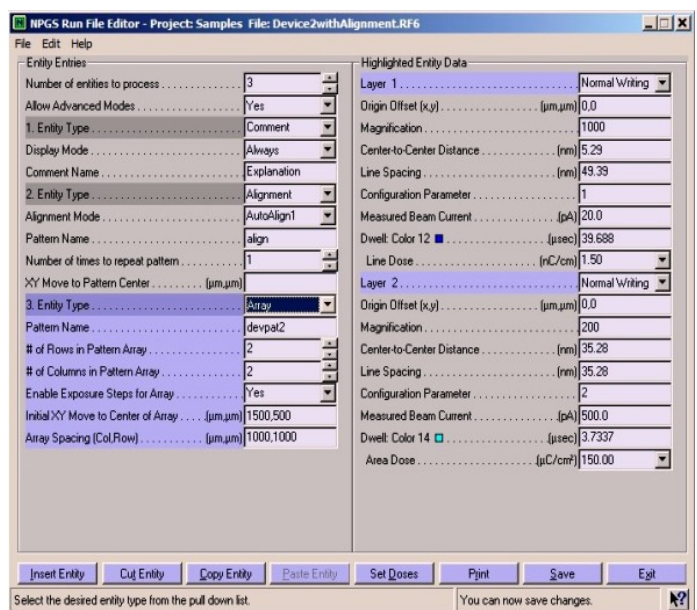 NPGS Run File Editor - Project: Samples File: Device2withAlignment.RF6
File Edit Help
Entity Entries
Number of entities to process 3
Allow Advanced Modes Yes
1. Entity Type Comment
Display Mode Always
Comment Name Explanation
2. Entity Type Alignment
Alignment Mode AutoAlign1
Pattern Name align
Number of times to repeat pattern 1
XY Move to Pattern Center (µm,µm)
3. Entity Type Array
Pattern Name devpat2
# of Rows in Pattern Array 2
# of Columns in Pattern Array 2
Enable Exposure Steps for Array Yes
Initial XY Move to Center of Array (µm,µm) 1500,500
Array Spacing (Col,Row) (µm,µm) 1000,1000
Highlighted Entity Data
Layer 1 Normal Writing
Origin Offset (x,y) (µm,µm) 0,0
Magnification 1000
Center-to-Center Distance (nm) 5.29
Line Spacing (nm) 49.39
Configuration Parameter 1
Measured Beam Current (pA) 20.0
Dwell: Color 12 (µsec) 39.688
Line Dose (nC/cm) 1.50
Layer 2 Normal Writing
Origin Offset (x,y) (µm,µm) 0,0
Magnification 200
Center-to-Center Distance (nm) 35.28
Line Spacing (nm) 35.28
Configuration Parameter 2
Measured Beam Current (pA) 500.0
Dwell: Color 14 (µsec) 3.7337
Area Dose (µC/cm²) 150.00
Insert Entity Cut Entity Copy Entity Paste Entity Set Doses Print Save Exit
Select the desired entity type from the pull down list. You can now save changes.